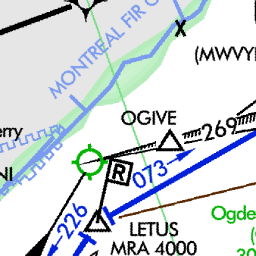 MONTREAL FIR
(MWVY
OGIVE
erry
269
R
073
NI
226
LETUS
MRA 4000
Ogde